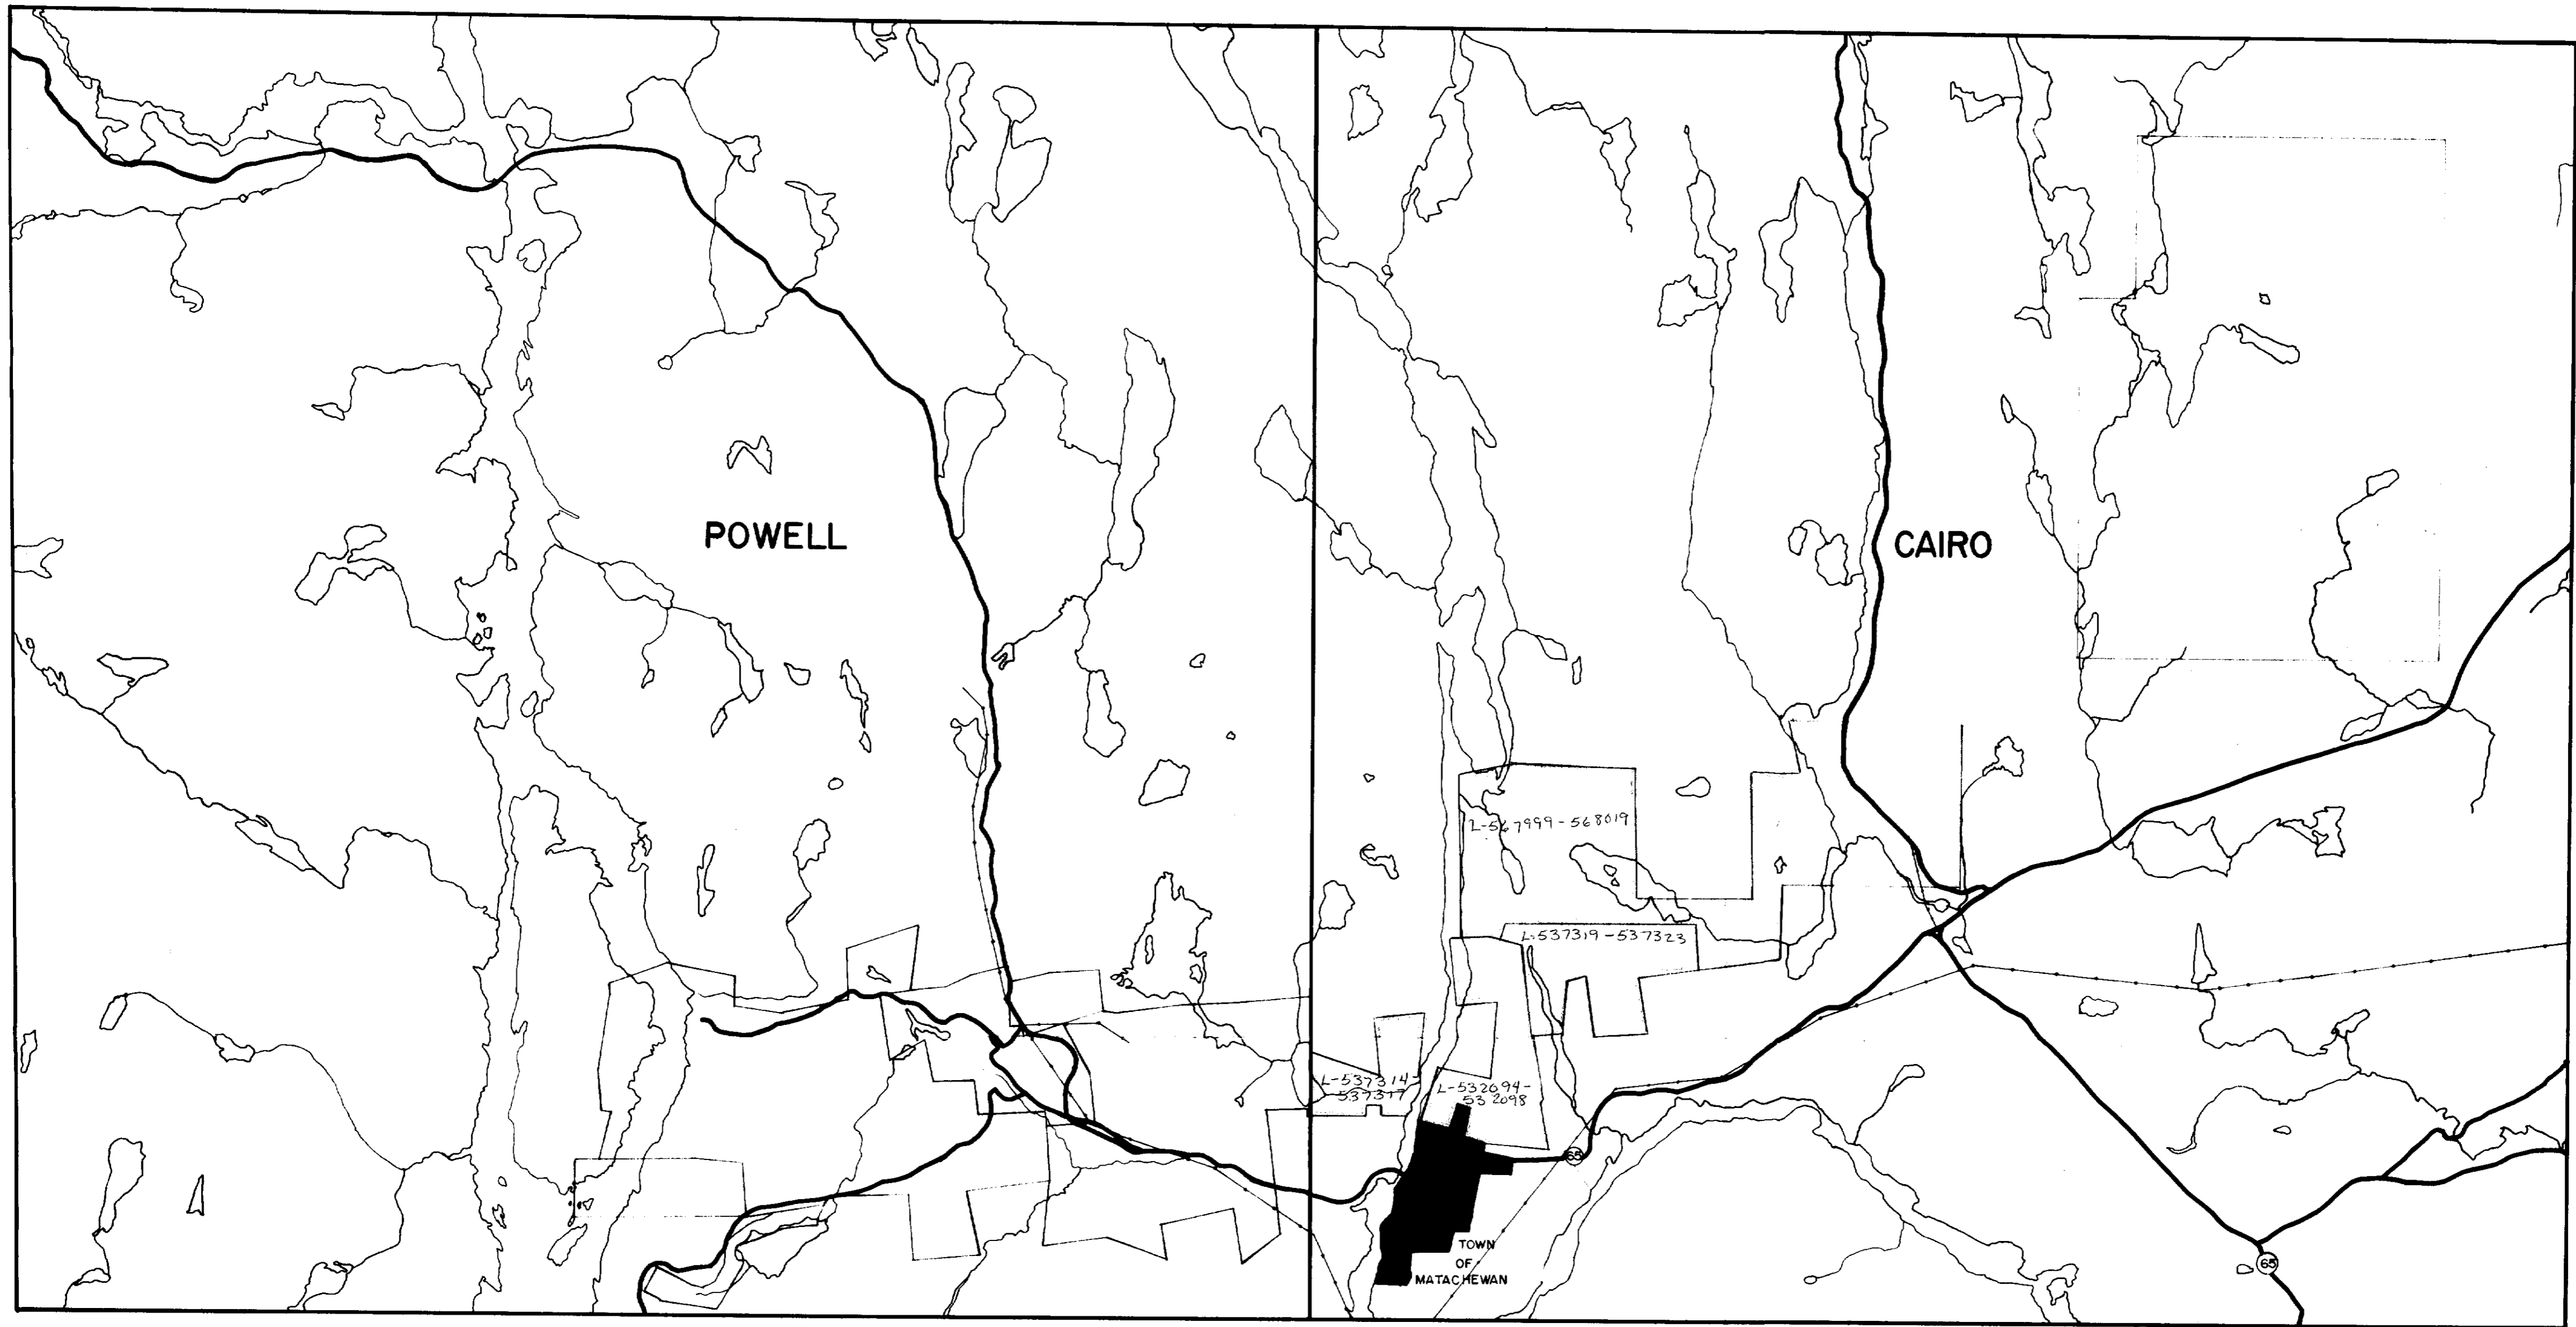 POWELL
CAIRO
L-567999-568019
L-537319-537323
L-537314-
537317
L-532094-
532098
65
TOWN
OF
MATACHEWAN
65